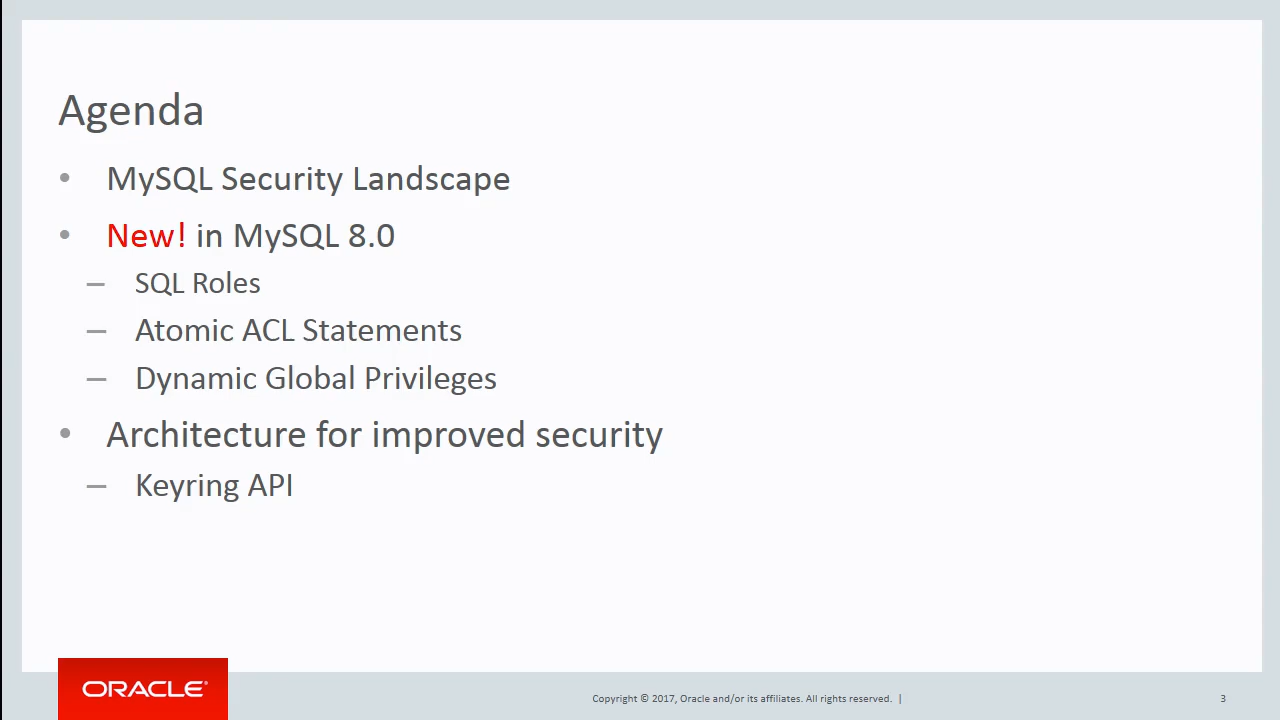 Agenda
• MySQL Security Landscape
• New! in MySQL 8.0
– SQL Roles
– Atomic ACL Statements
– Dynamic Global Privileges
• Architecture for improved security
– Keyring API
ORACLE®
Copyright © 2017, Oracle and/or its affiliates. All rights reserved. |
3